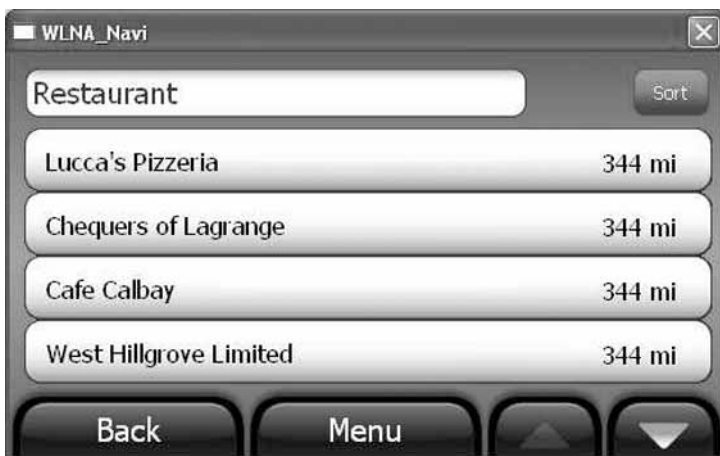 WLNA_Navi
Restaurant Sort
Lucca's Pizzeria 344 mi
Chequers of Lagrange 344 mi
Cafe Calbay 344 mi
West Hillgrove Limited 344 mi
Back Menu